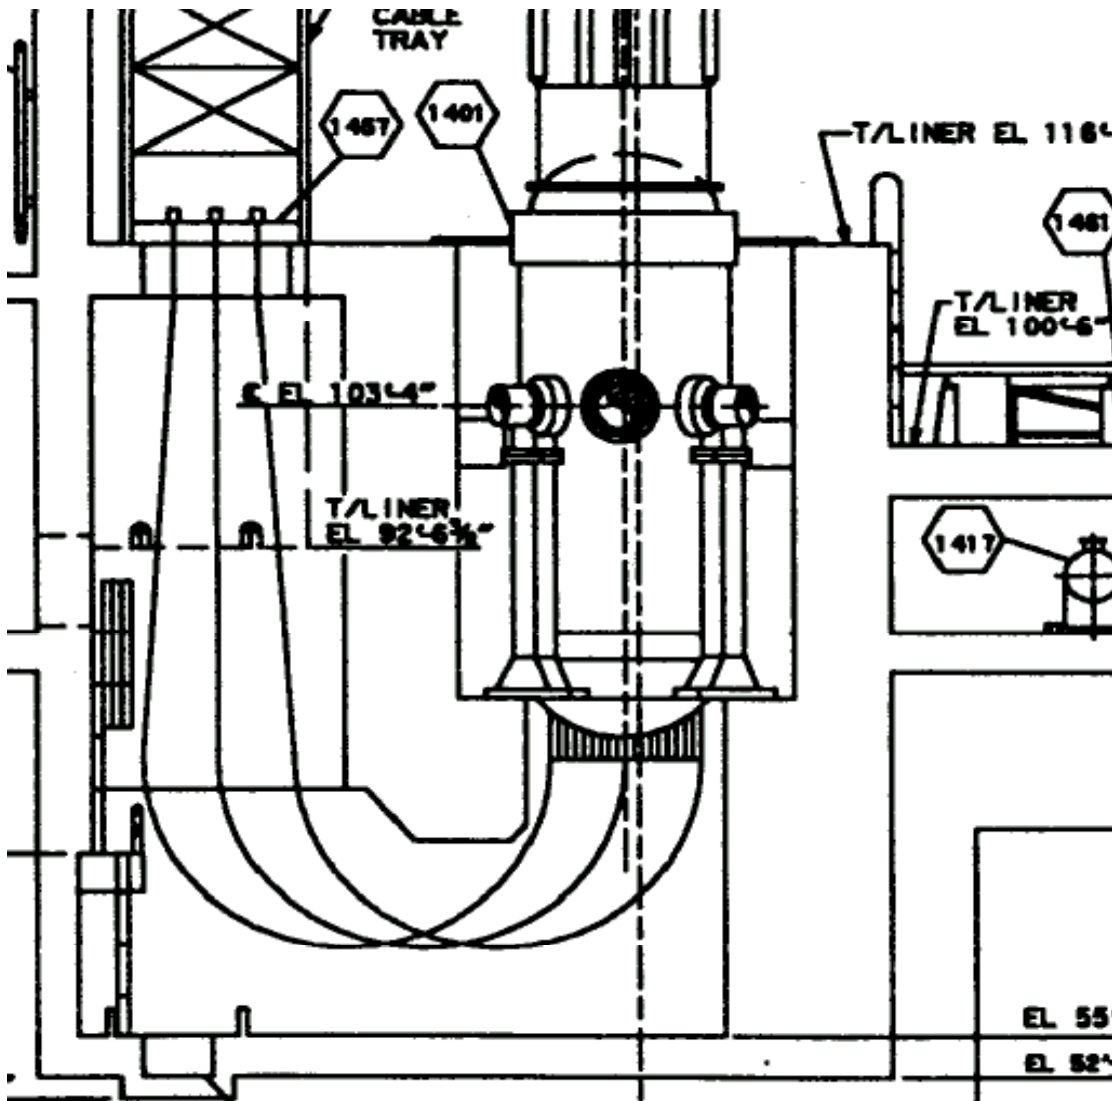 CABLE
TRAY
1467
1401
T/LINER EL 116'-
1461
T/LINER
EL 100'-6"
℄ EL 103'-4"
T/LINER
EL 92'-6⅜"
1417
EL 55'
EL 52'-